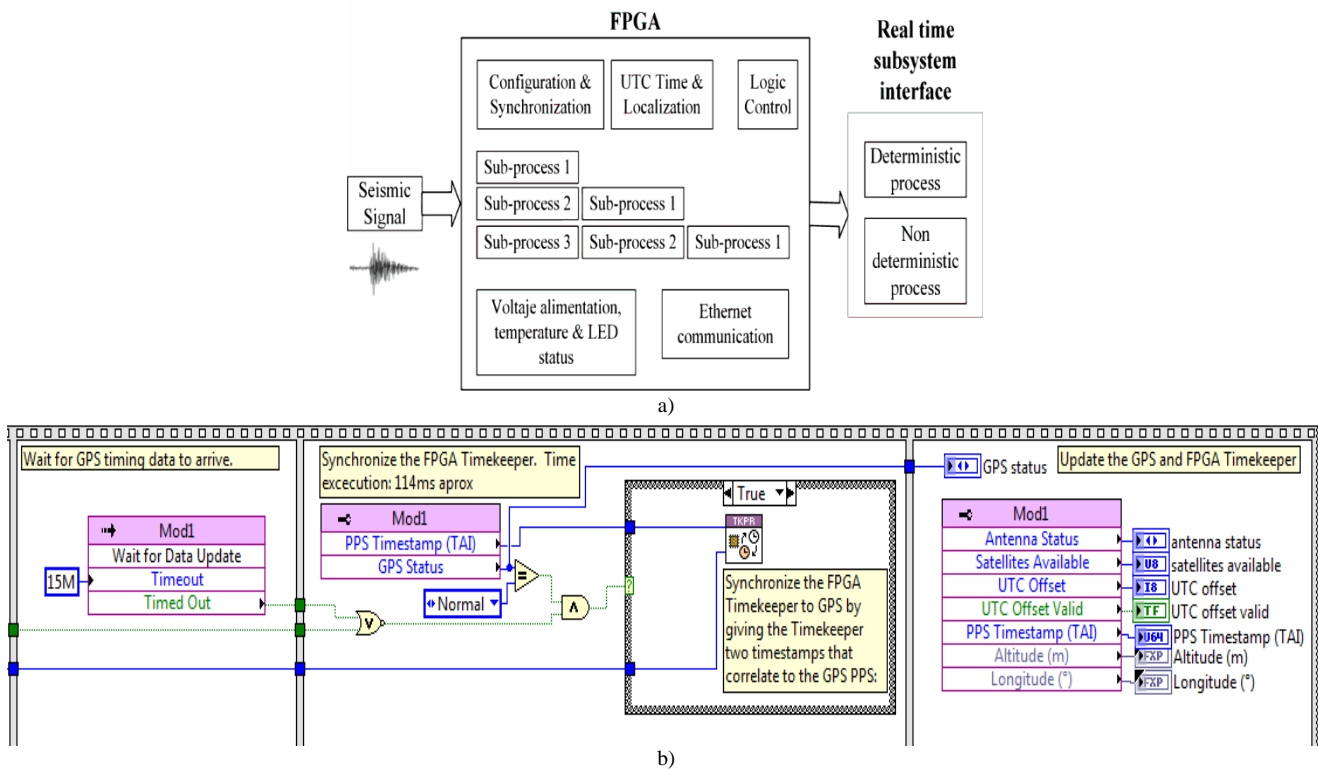 FPGA
Real time
subsystem
interface
Configuration &
Synchronization
UTC Time &
Localization
Logic
Control
Seismic
Signal
Sub-process 1
Sub-process 2
Sub-process 1
Sub-process 3
Sub-process 2
Sub-process 1
Voltaje alimentation,
temperature & LED
status
Ethernet
communication
Deterministic
process
Non
deterministic
process
a)
Wait for GPS timing data to arrive.
Mod1
Wait for Data Update
Timeout
Timed Out
15M
Synchronize the FPGA Timekeeper. Time
excecution: 114ms aprox
Mod1
PPS Timestamp (TAI)
GPS Status
=
Normal
V
Λ
?
True
TKPR
Synchronize the FPGA
Timekeeper to GPS by
giving the Timekeeper
two timestamps that
correlate to the GPS PPS:
GPS status
Update the GPS and FPGA Timekeeper
Mod1
Antenna Status
antenna status
Satellites Available
U8
satellites available
UTC Offset
I8
UTC offset
UTC Offset Valid
TF
UTC offset valid
PPS Timestamp (TAI)
U64
PPS Timestamp (TAI)
Altitude (m)
FXP
Altitude (m)
Longitude (°)
FXP
Longitude (°)
b)